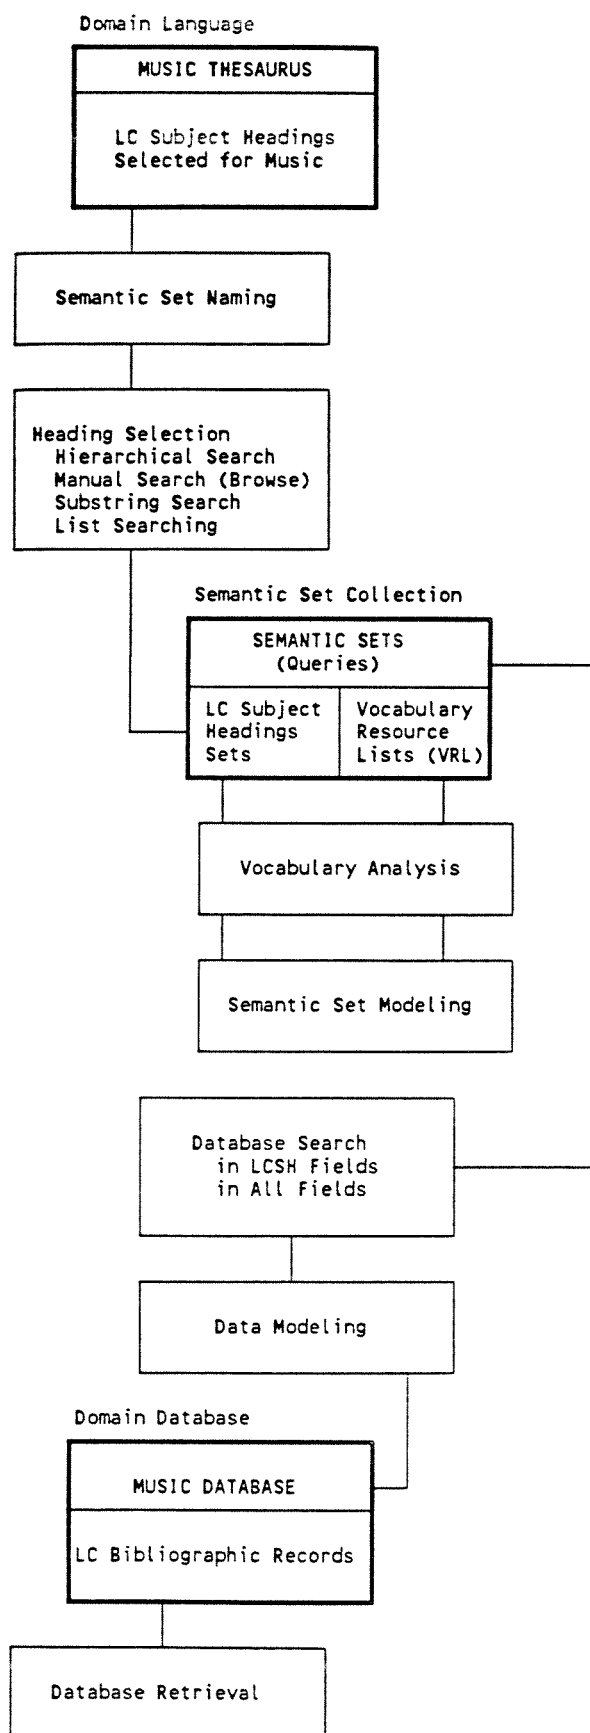 Domain Language
MUSIC THESAURUS
LC Subject Headings
Selected for Music
Semantic Set Naming
Heading Selection
Hierarchical Search
Manual Search (Browse)
Substring Search
List Searching
Semantic Set Collection
SEMANTIC SETS
(Queries)
LC Subject
Headings
Sets
Vocabulary
Resource
Lists (VRL)
Vocabulary Analysis
Semantic Set Modeling
Database Search
in LCSH Fields
in All Fields
Data Modeling
Domain Database
MUSIC DATABASE
LC Bibliographic Records
Database Retrieval